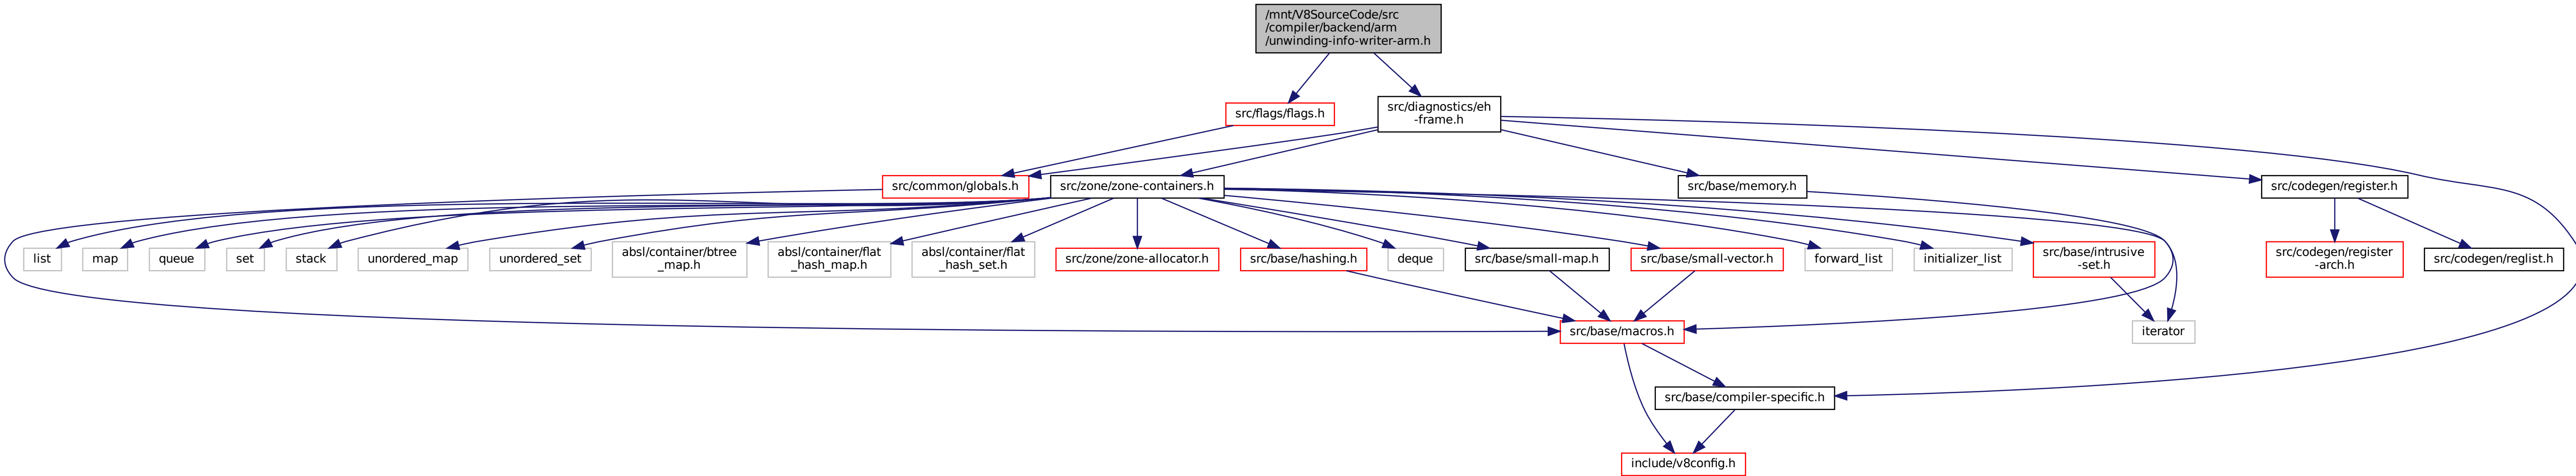 /mnt/V8SourceCode/src
/compiler/backend/arm
/unwinding-info-writer-arm.h
src/flags/flags.h
src/diagnostics/eh
-frame.h
src/common/globals.h
src/zone/zone-containers.h
src/base/memory.h
src/codegen/register.h
list
map
queue
set
stack
unordered_map
unordered_set
absl/container/btree
_map.h
absl/container/flat
_hash_map.h
absl/container/flat
_hash_set.h
src/zone/zone-allocator.h
src/base/hashing.h
deque
src/base/small-map.h
src/base/small-vector.h
forward_list
initializer_list
src/base/intrusive
-set.h
src/codegen/register
-arch.h
src/codegen/reglist.h
src/base/macros.h
iterator
src/base/compiler-specific.h
include/v8config.h